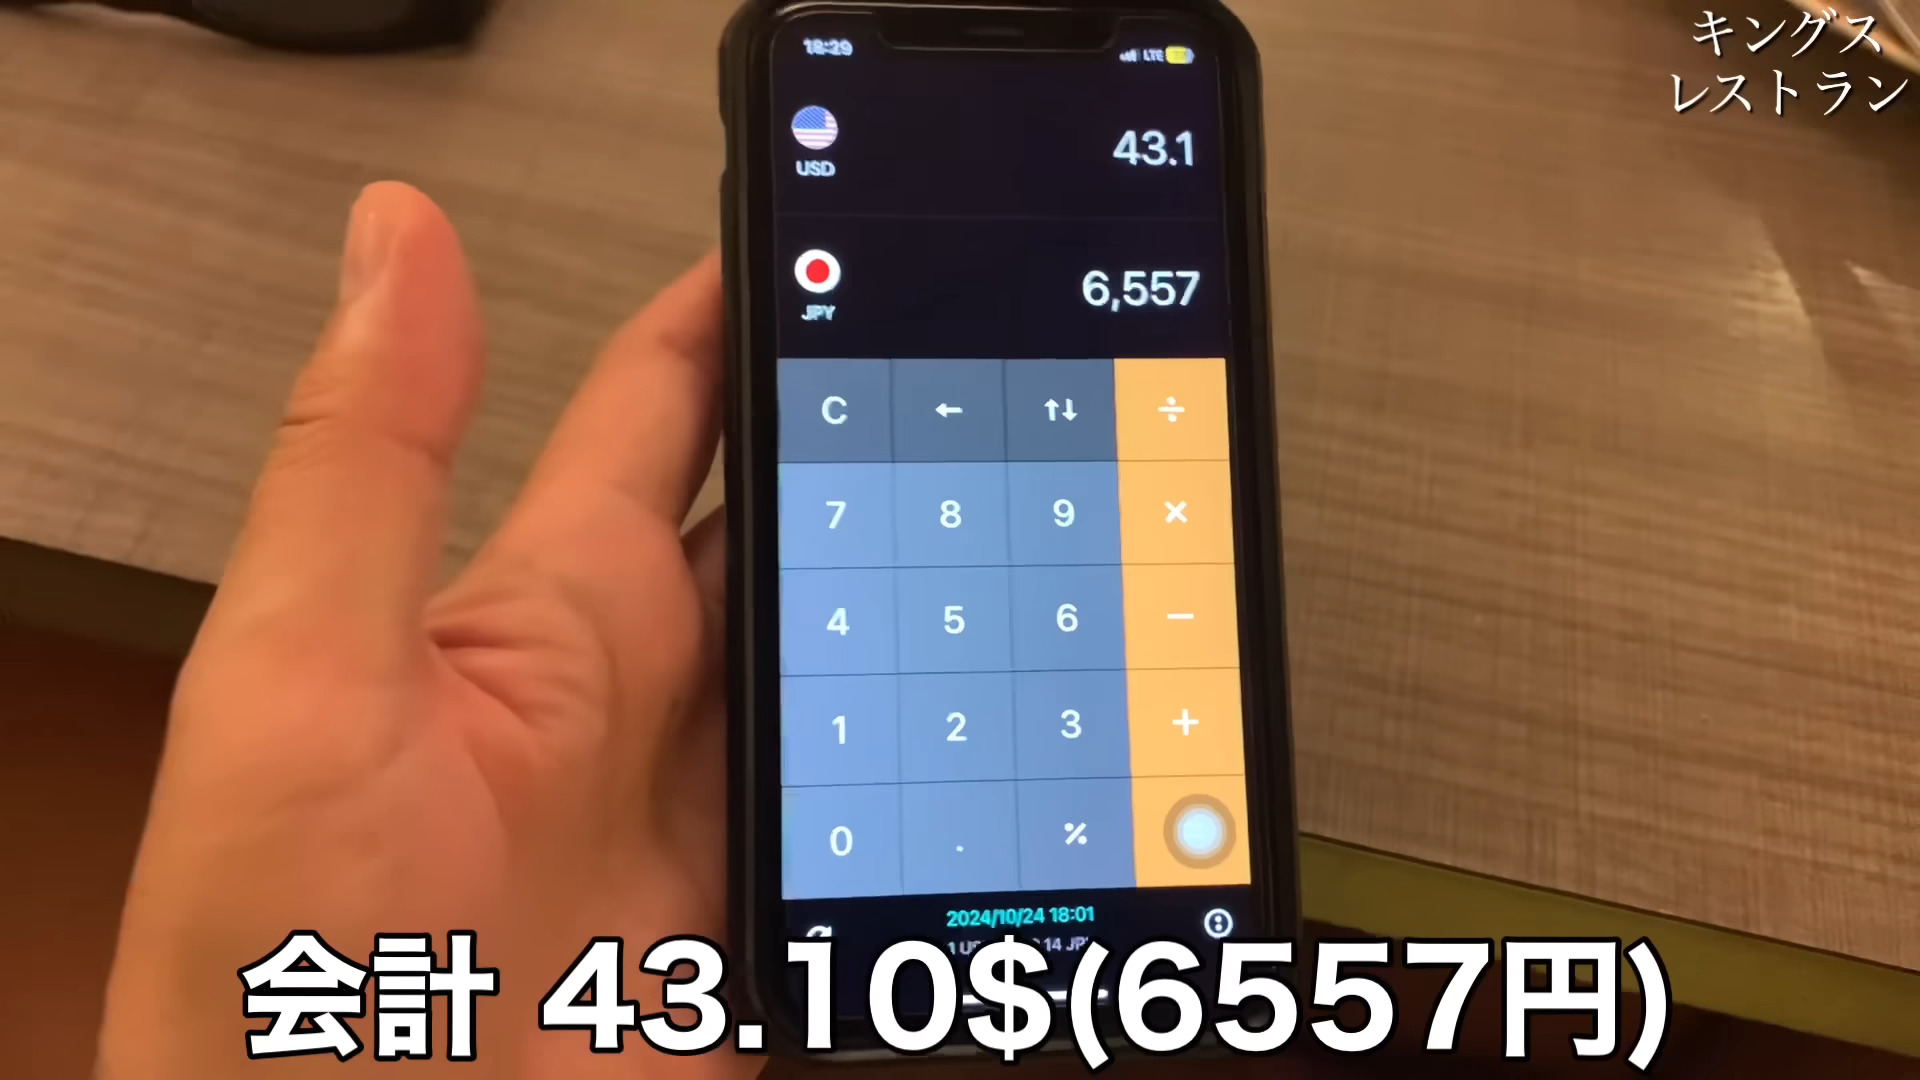 キングス
レストラン
18:29
LTE
43.1
USD
6,557
JPY
C ← ↑↓ ÷
7 8 9 ×
4 5 6 −
1 2 3 +
0 . %
2024/10/24 18:01
会計 43.10$(6557円)